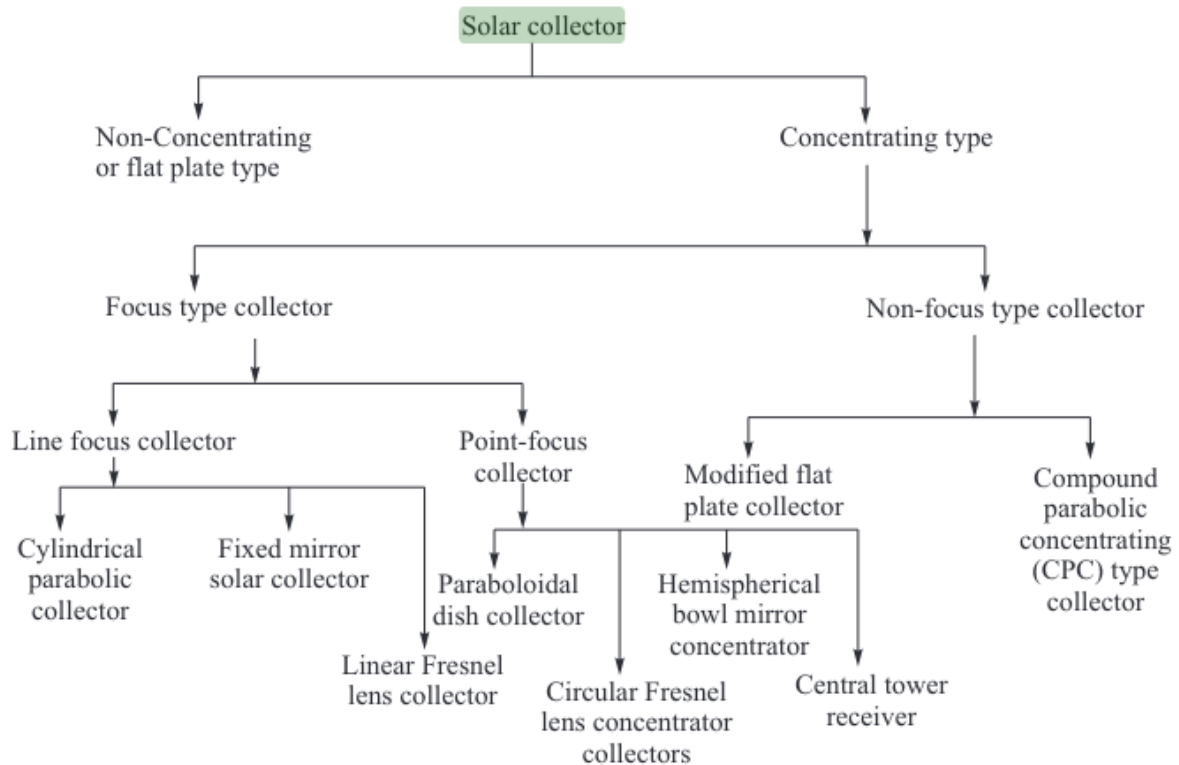 Solar collector
Non-Concentrating
or flat plate type
Concentrating type
Focus type collector
Non-focus type collector
Line focus collector
Point-focus
collector
Modified flat
plate collector
Compound
parabolic
concentrating
(CPC) type
collector
Cylindrical
parabolic
collector
Fixed mirror
solar collector
Linear Fresnel
lens collector
Paraboloidal
dish collector
Circular Fresnel
lens concentrator
collectors
Hemispherical
bowl mirror
concentrator
Central tower
receiver